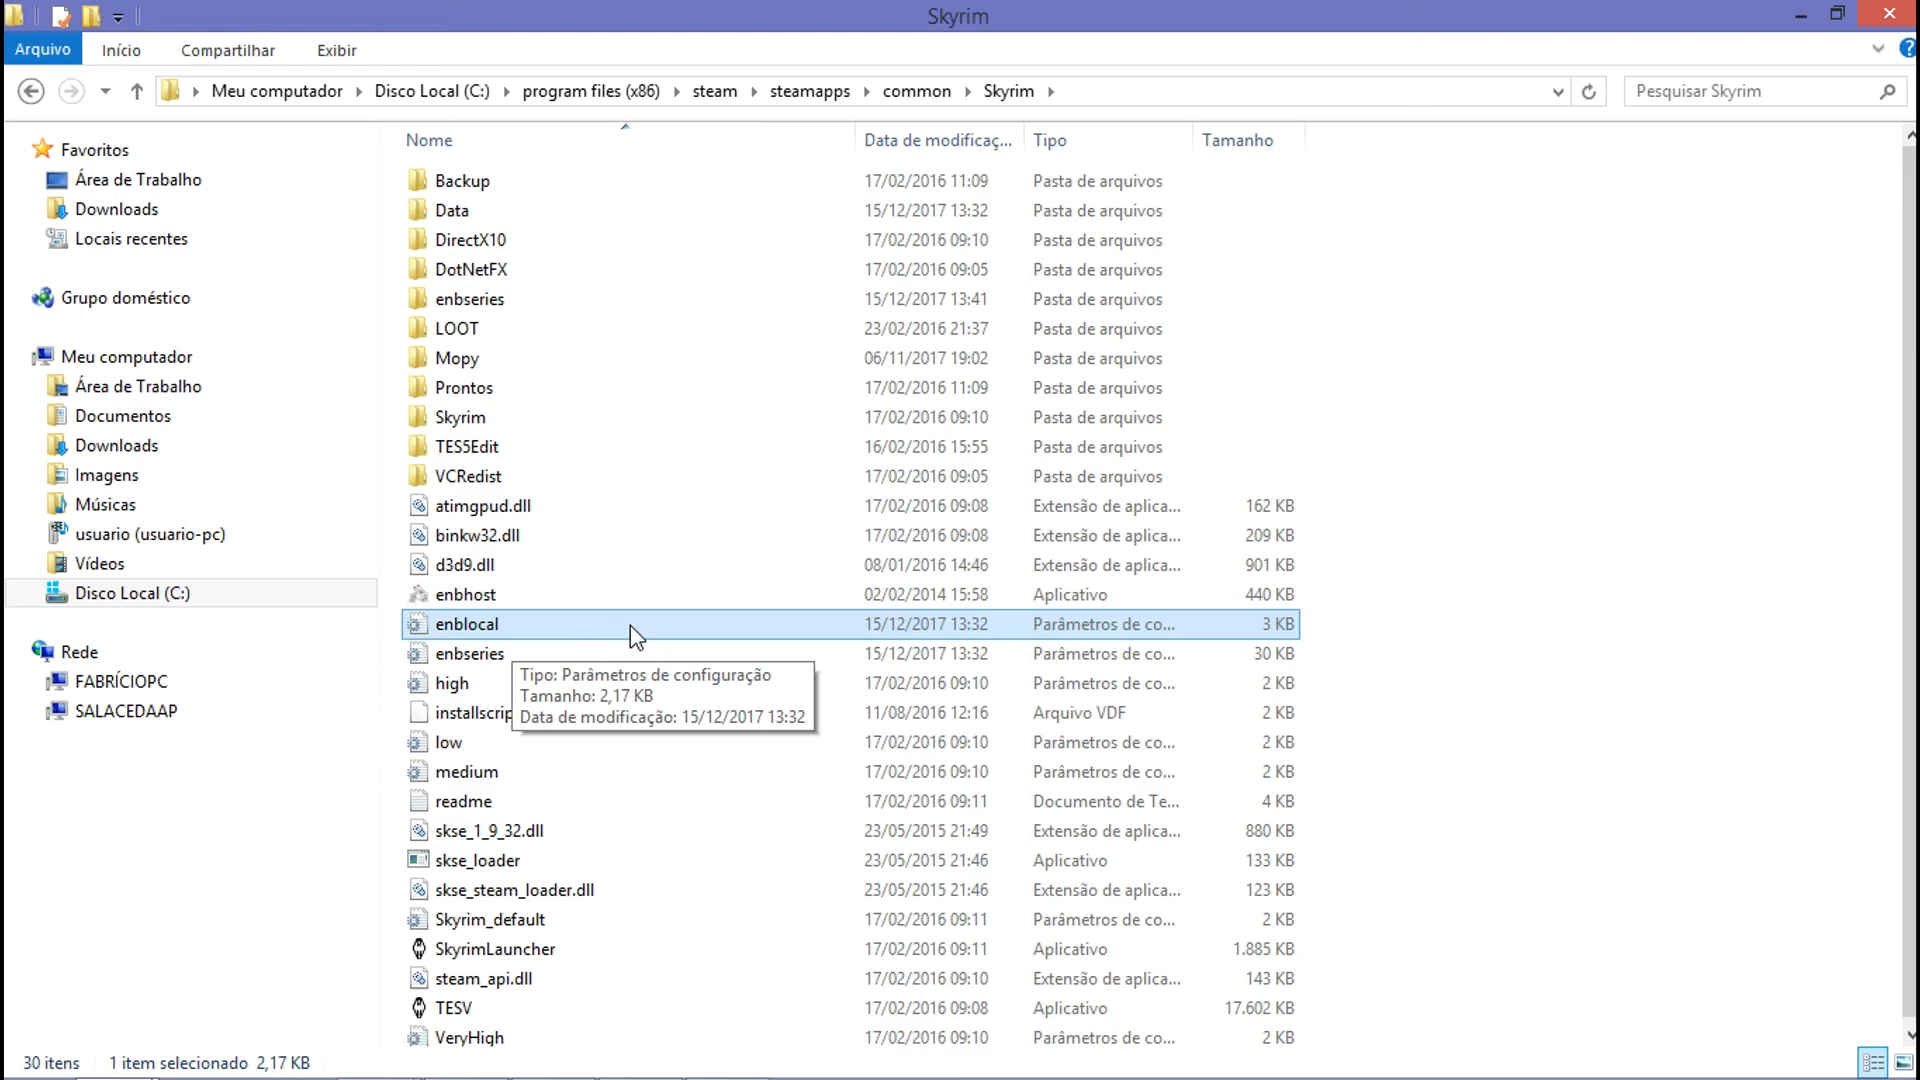 Skyrim
Arquivo Início Compartilhar Exibir
Meu computador Disco Local (C:) program files (x86) steam steamapps common Skyrim Pesquisar Skyrim
Nome Data de modificaç... Tipo Tamanho
Favoritos
Área de Trabalho
Downloads
Locais recentes
Grupo doméstico
Meu computador
Área de Trabalho
Documentos
Downloads
Imagens
Músicas
usuario (usuario-pc)
Vídeos
Disco Local (C:)
Rede
FABRÍCIOPC
SALACEDAAP
Backup 17/02/2016 11:09 Pasta de arquivos
Data 15/12/2017 13:32 Pasta de arquivos
DirectX10 17/02/2016 09:10 Pasta de arquivos
DotNetFX 17/02/2016 09:05 Pasta de arquivos
enbseries 15/12/2017 13:41 Pasta de arquivos
LOOT 23/02/2016 21:37 Pasta de arquivos
Mopy 06/11/2017 19:02 Pasta de arquivos
Prontos 17/02/2016 11:09 Pasta de arquivos
Skyrim 17/02/2016 09:10 Pasta de arquivos
TES5Edit 16/02/2016 15:55 Pasta de arquivos
VCRedist 17/02/2016 09:05 Pasta de arquivos
atimgpud.dll 17/02/2016 09:08 Extensão de aplica... 162 KB
binkw32.dll 17/02/2016 09:08 Extensão de aplica... 209 KB
d3d9.dll 08/01/2016 14:46 Extensão de aplica... 901 KB
enbhost 02/02/2014 15:58 Aplicativo 440 KB
enblocal 15/12/2017 13:32 Parâmetros de co... 3 KB
enbseries 15/12/2017 13:32 Parâmetros de co... 30 KB
high 17/02/2016 09:10 Parâmetros de co... 2 KB
installscrip 11/08/2016 12:16 Arquivo VDF 2 KB
low 17/02/2016 09:10 Parâmetros de co... 2 KB
medium 17/02/2016 09:10 Parâmetros de co... 2 KB
readme 17/02/2016 09:11 Documento de Te... 4 KB
skse_1_9_32.dll 23/05/2015 21:49 Extensão de aplica... 880 KB
skse_loader 23/05/2015 21:46 Aplicativo 133 KB
skse_steam_loader.dll 23/05/2015 21:46 Extensão de aplica... 123 KB
Skyrim_default 17/02/2016 09:11 Parâmetros de co... 2 KB
SkyrimLauncher 17/02/2016 09:11 Aplicativo 1.885 KB
steam_api.dll 17/02/2016 09:10 Extensão de aplica... 143 KB
TESV 17/02/2016 09:08 Aplicativo 17.602 KB
VeryHigh 17/02/2016 09:10 Parâmetros de co... 2 KB
Tipo: Parâmetros de configuração
Tamanho: 2,17 KB
Data de modificação: 15/12/2017 13:32
30 itens 1 item selecionado 2,17 KB